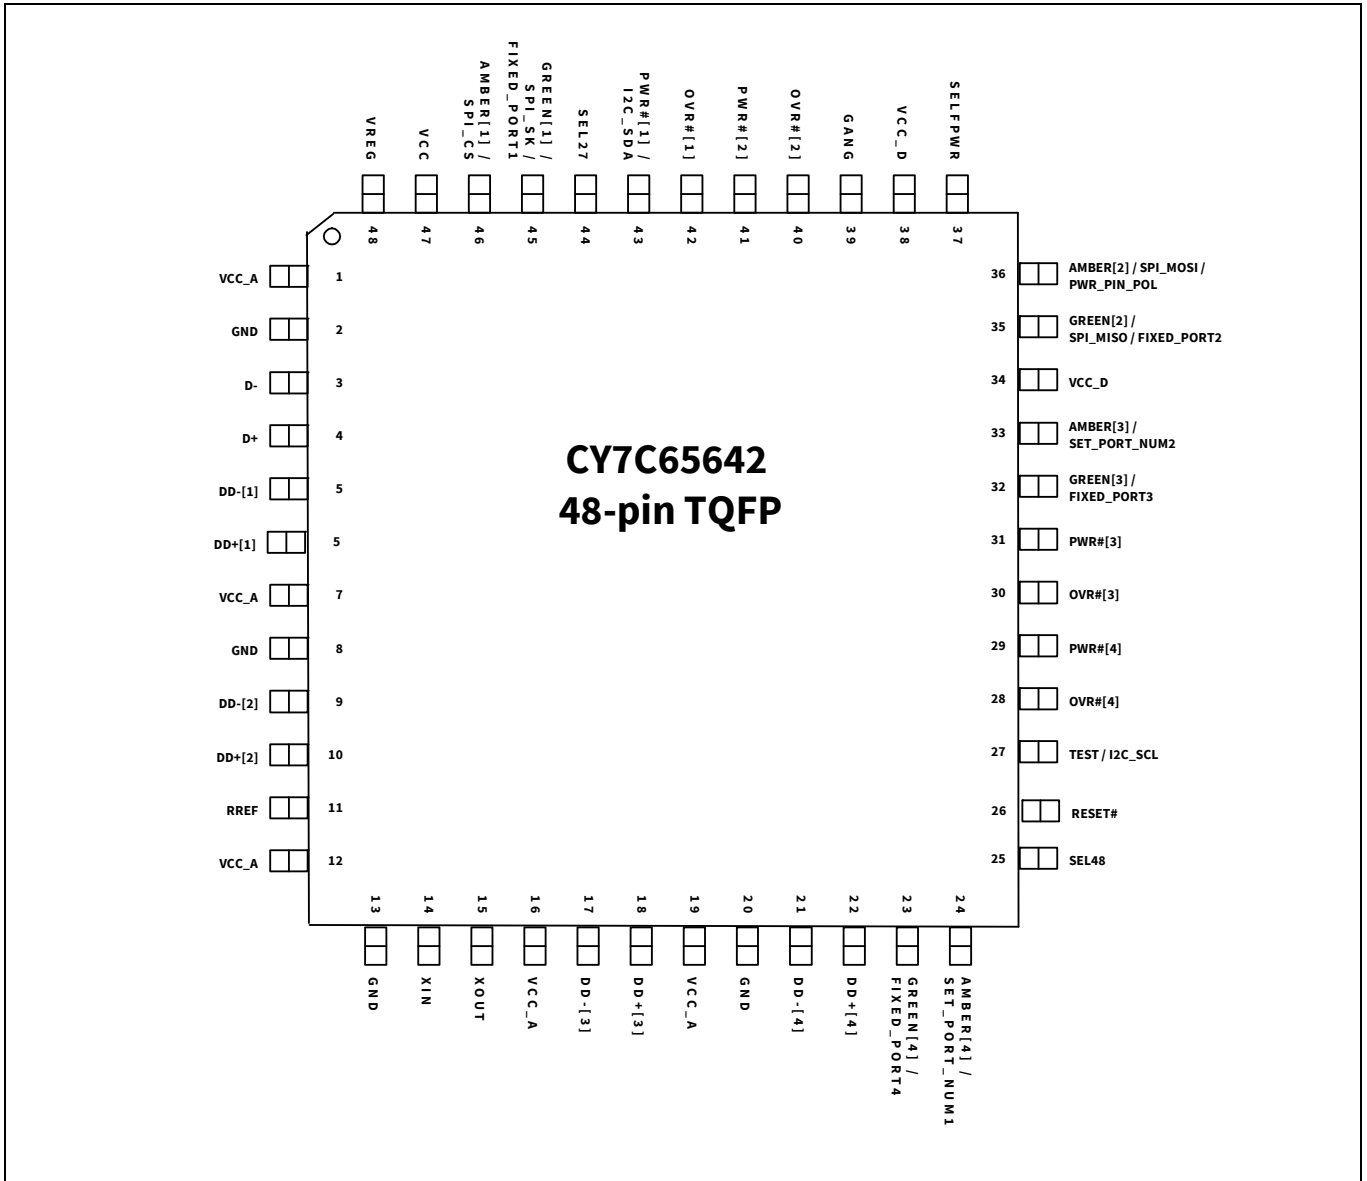 VREG
VCC
AMBER[1] /
SPI_CS
GREEN[1] /
SPI_SK /
FIXED_PORT1
SEL27
PWR#[1] /
I2C_SDA
OVR#[1]
PWR#[2]
OVR#[2]
GANG
VCC_D
SELFPWR
48
47
46
45
44
43
42
41
40
39
38
37
VCC_A 1
GND 2
D- 3
D+ 4
DD-[1] 5
DD+[1] 5
VCC_A 7
GND 8
DD-[2] 9
DD+[2] 10
RREF 11
VCC_A 12
CY7C65642
48-pin TQFP
36 AMBER[2] / SPI_MOSI /
PWR_PIN_POL
35 GREEN[2] /
SPI_MISO / FIXED_PORT2
34 VCC_D
33 AMBER[3] /
SET_PORT_NUM2
32 GREEN[3] /
FIXED_PORT3
31 PWR#[3]
30 OVR#[3]
29 PWR#[4]
28 OVR#[4]
27 TEST / I2C_SCL
26 RESET#
25 SEL48
13
14
15
16
17
18
19
20
21
22
23
24
GND
XIN
XOUT
VCC_A
DD-[3]
DD+[3]
VCC_A
GND
DD-[4]
DD+[4]
GREEN[4] /
FIXED_PORT4
AMBER[4] /
SET_PORT_NUM1